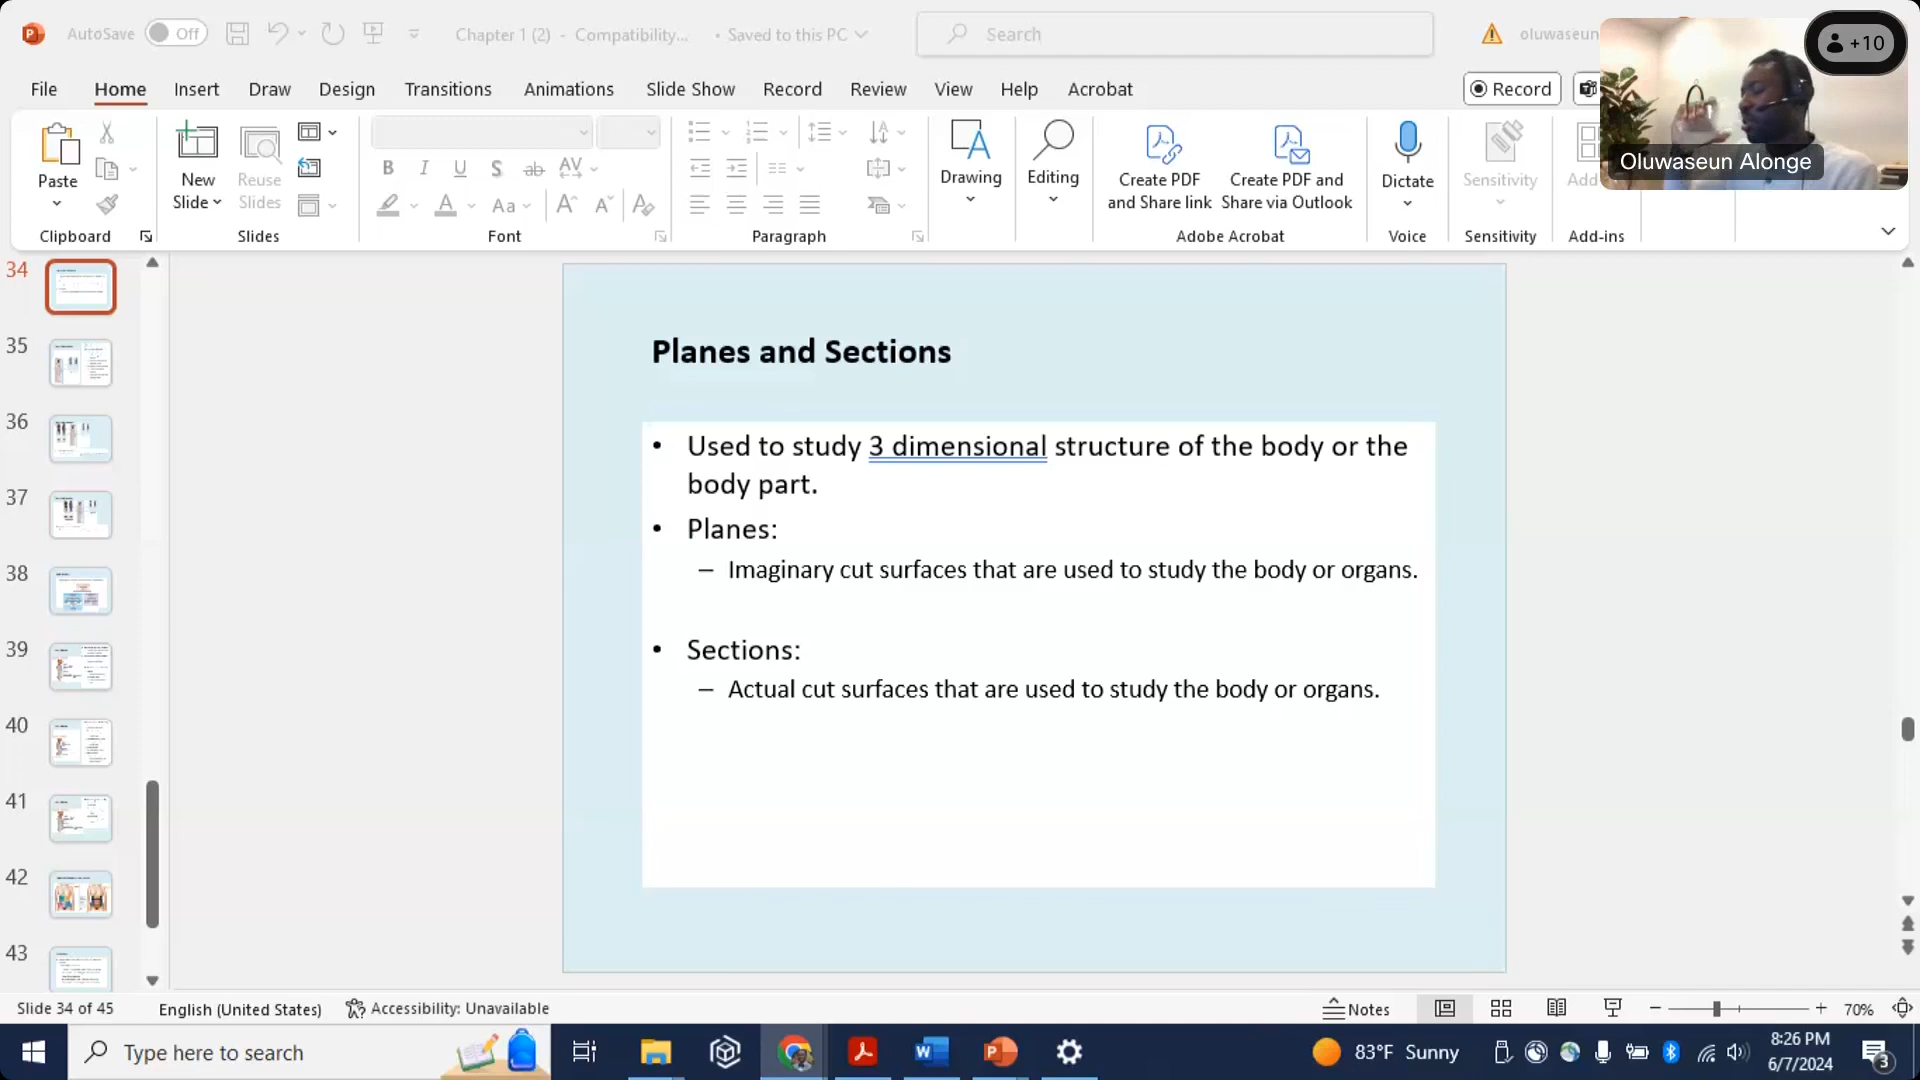 AutoSave Off Chapter 1 (2) - Compatibility... • Saved to this PC Search oluwaseun
+10
File Home Insert Draw Design Transitions Animations Slide Show Record Review View Help Acrobat Record
Oluwaseun Alonge
Paste New Slide Reuse Slides Drawing Editing Create PDF and Share link Create PDF and Share via Outlook Dictate Sensitivity Add
Clipboard Slides Font Paragraph Adobe Acrobat Voice Sensitivity Add-ins
34
35
36
37
38
39
40
41
42
43
Planes and Sections
• Used to study 3 dimensional structure of the body or the
body part.
• Planes:
– Imaginary cut surfaces that are used to study the body or organs.
• Sections:
– Actual cut surfaces that are used to study the body or organs.
Slide 34 of 45 English (United States) Accessibility: Unavailable Notes 70%
Type here to search 83°F Sunny 8:26 PM
6/7/2024 3